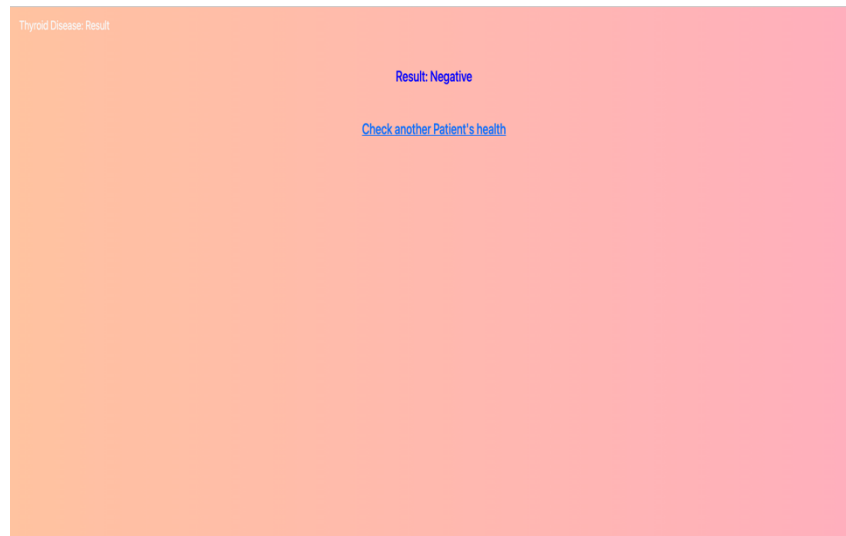 Thyroid Disease: Result
Result: Negative
Check another Patient's health